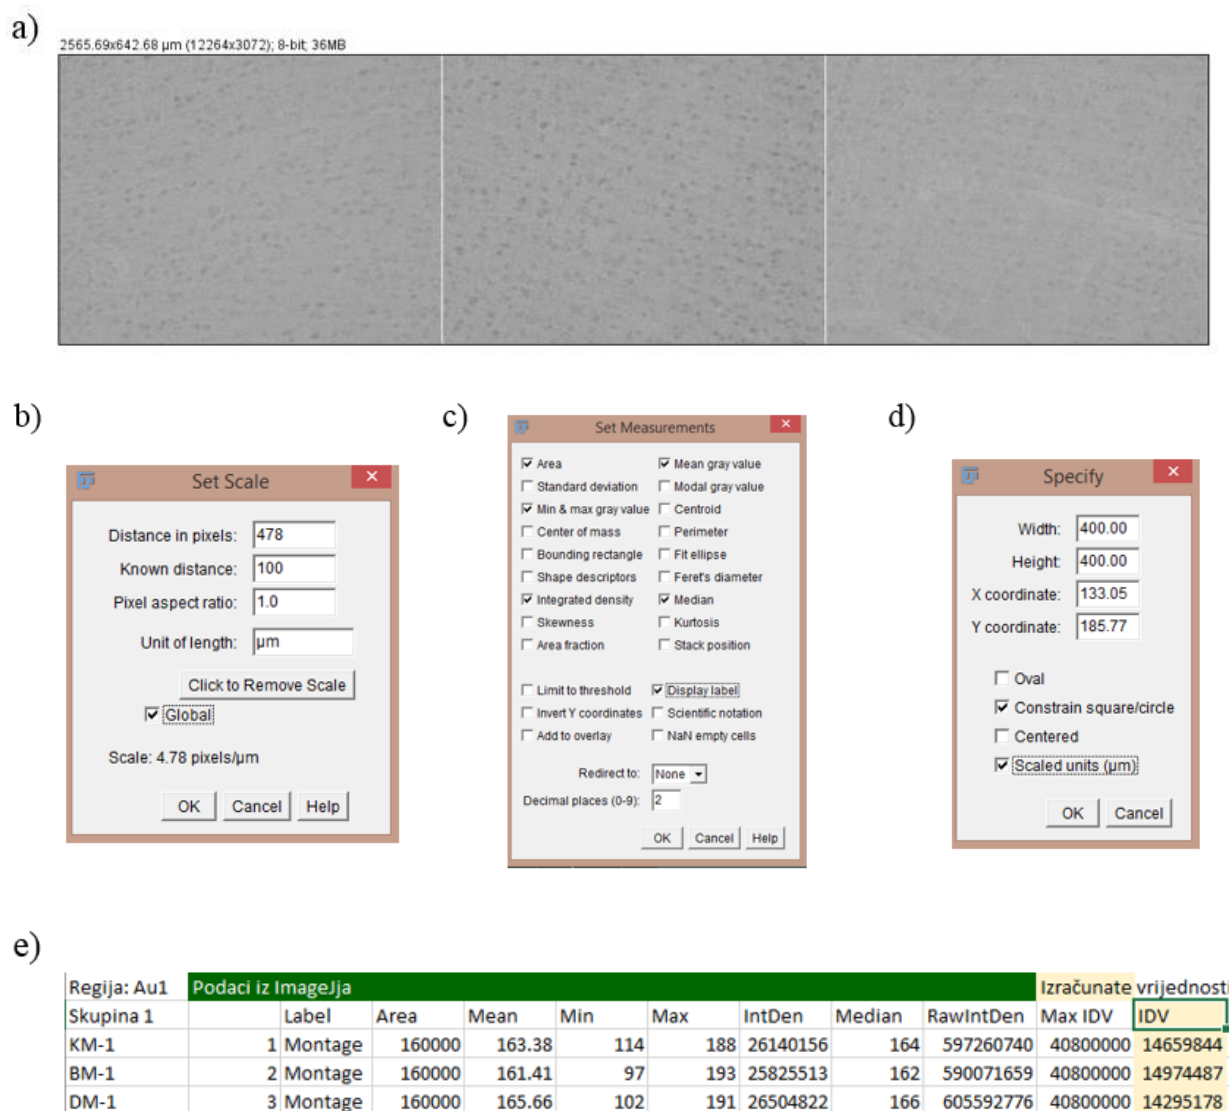 a)
2565.69x642.68 µm (12264x3072); 8-bit; 36MB
b)
c)
d)
Set Scale
Distance in pixels: 478
Known distance: 100
Pixel aspect ratio: 1.0
Unit of length: µm
Click to Remove Scale
Global
Scale: 4.78 pixels/µm
OK Cancel Help
Set Measurements
Area Mean gray value
Standard deviation Modal gray value
Min & max gray value Centroid
Center of mass Perimeter
Bounding rectangle Fit ellipse
Shape descriptors Feret's diameter
Integrated density Median
Skewness Kurtosis
Area fraction Stack position
Limit to threshold Display label
Invert Y coordinates Scientific notation
Add to overlay NaN empty cells
Redirect to: None
Decimal places (0-9): 2
OK Cancel Help
Specify
Width: 400.00
Height: 400.00
X coordinate: 133.05
Y coordinate: 185.77
Oval
Constrain square/circle
Centered
Scaled units (µm)
OK Cancel
e)
Regija: Au1 Podaci iz ImageJja Izračunate vrijednosti
Skupina 1 Label Area Mean Min Max IntDen Median RawIntDen Max IDV IDV
KM-1 1 Montage 160000 163.38 114 188 26140156 164 597260740 40800000 14659844
BM-1 2 Montage 160000 161.41 97 193 25825513 162 590071659 40800000 14974487
DM-1 3 Montage 160000 165.66 102 191 26504822 166 605592776 40800000 14295178